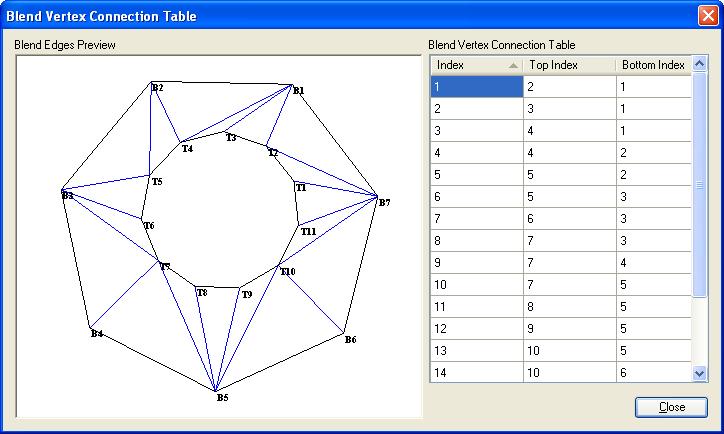 Blend Vertex Connection Table
Blend Edges Preview
B2
B1
T3
T4
T2
T5
T1
B3
B7
T6
T11
T7
T10
T8
T9
B4
B6
B5
Blend Vertex Connection Table
Index Top Index Bottom Index
1 2 1
2 3 1
3 4 1
4 4 2
5 5 2
6 5 3
7 6 3
8 7 3
9 7 4
10 7 5
11 8 5
12 9 5
13 10 5
14 10 6
Close